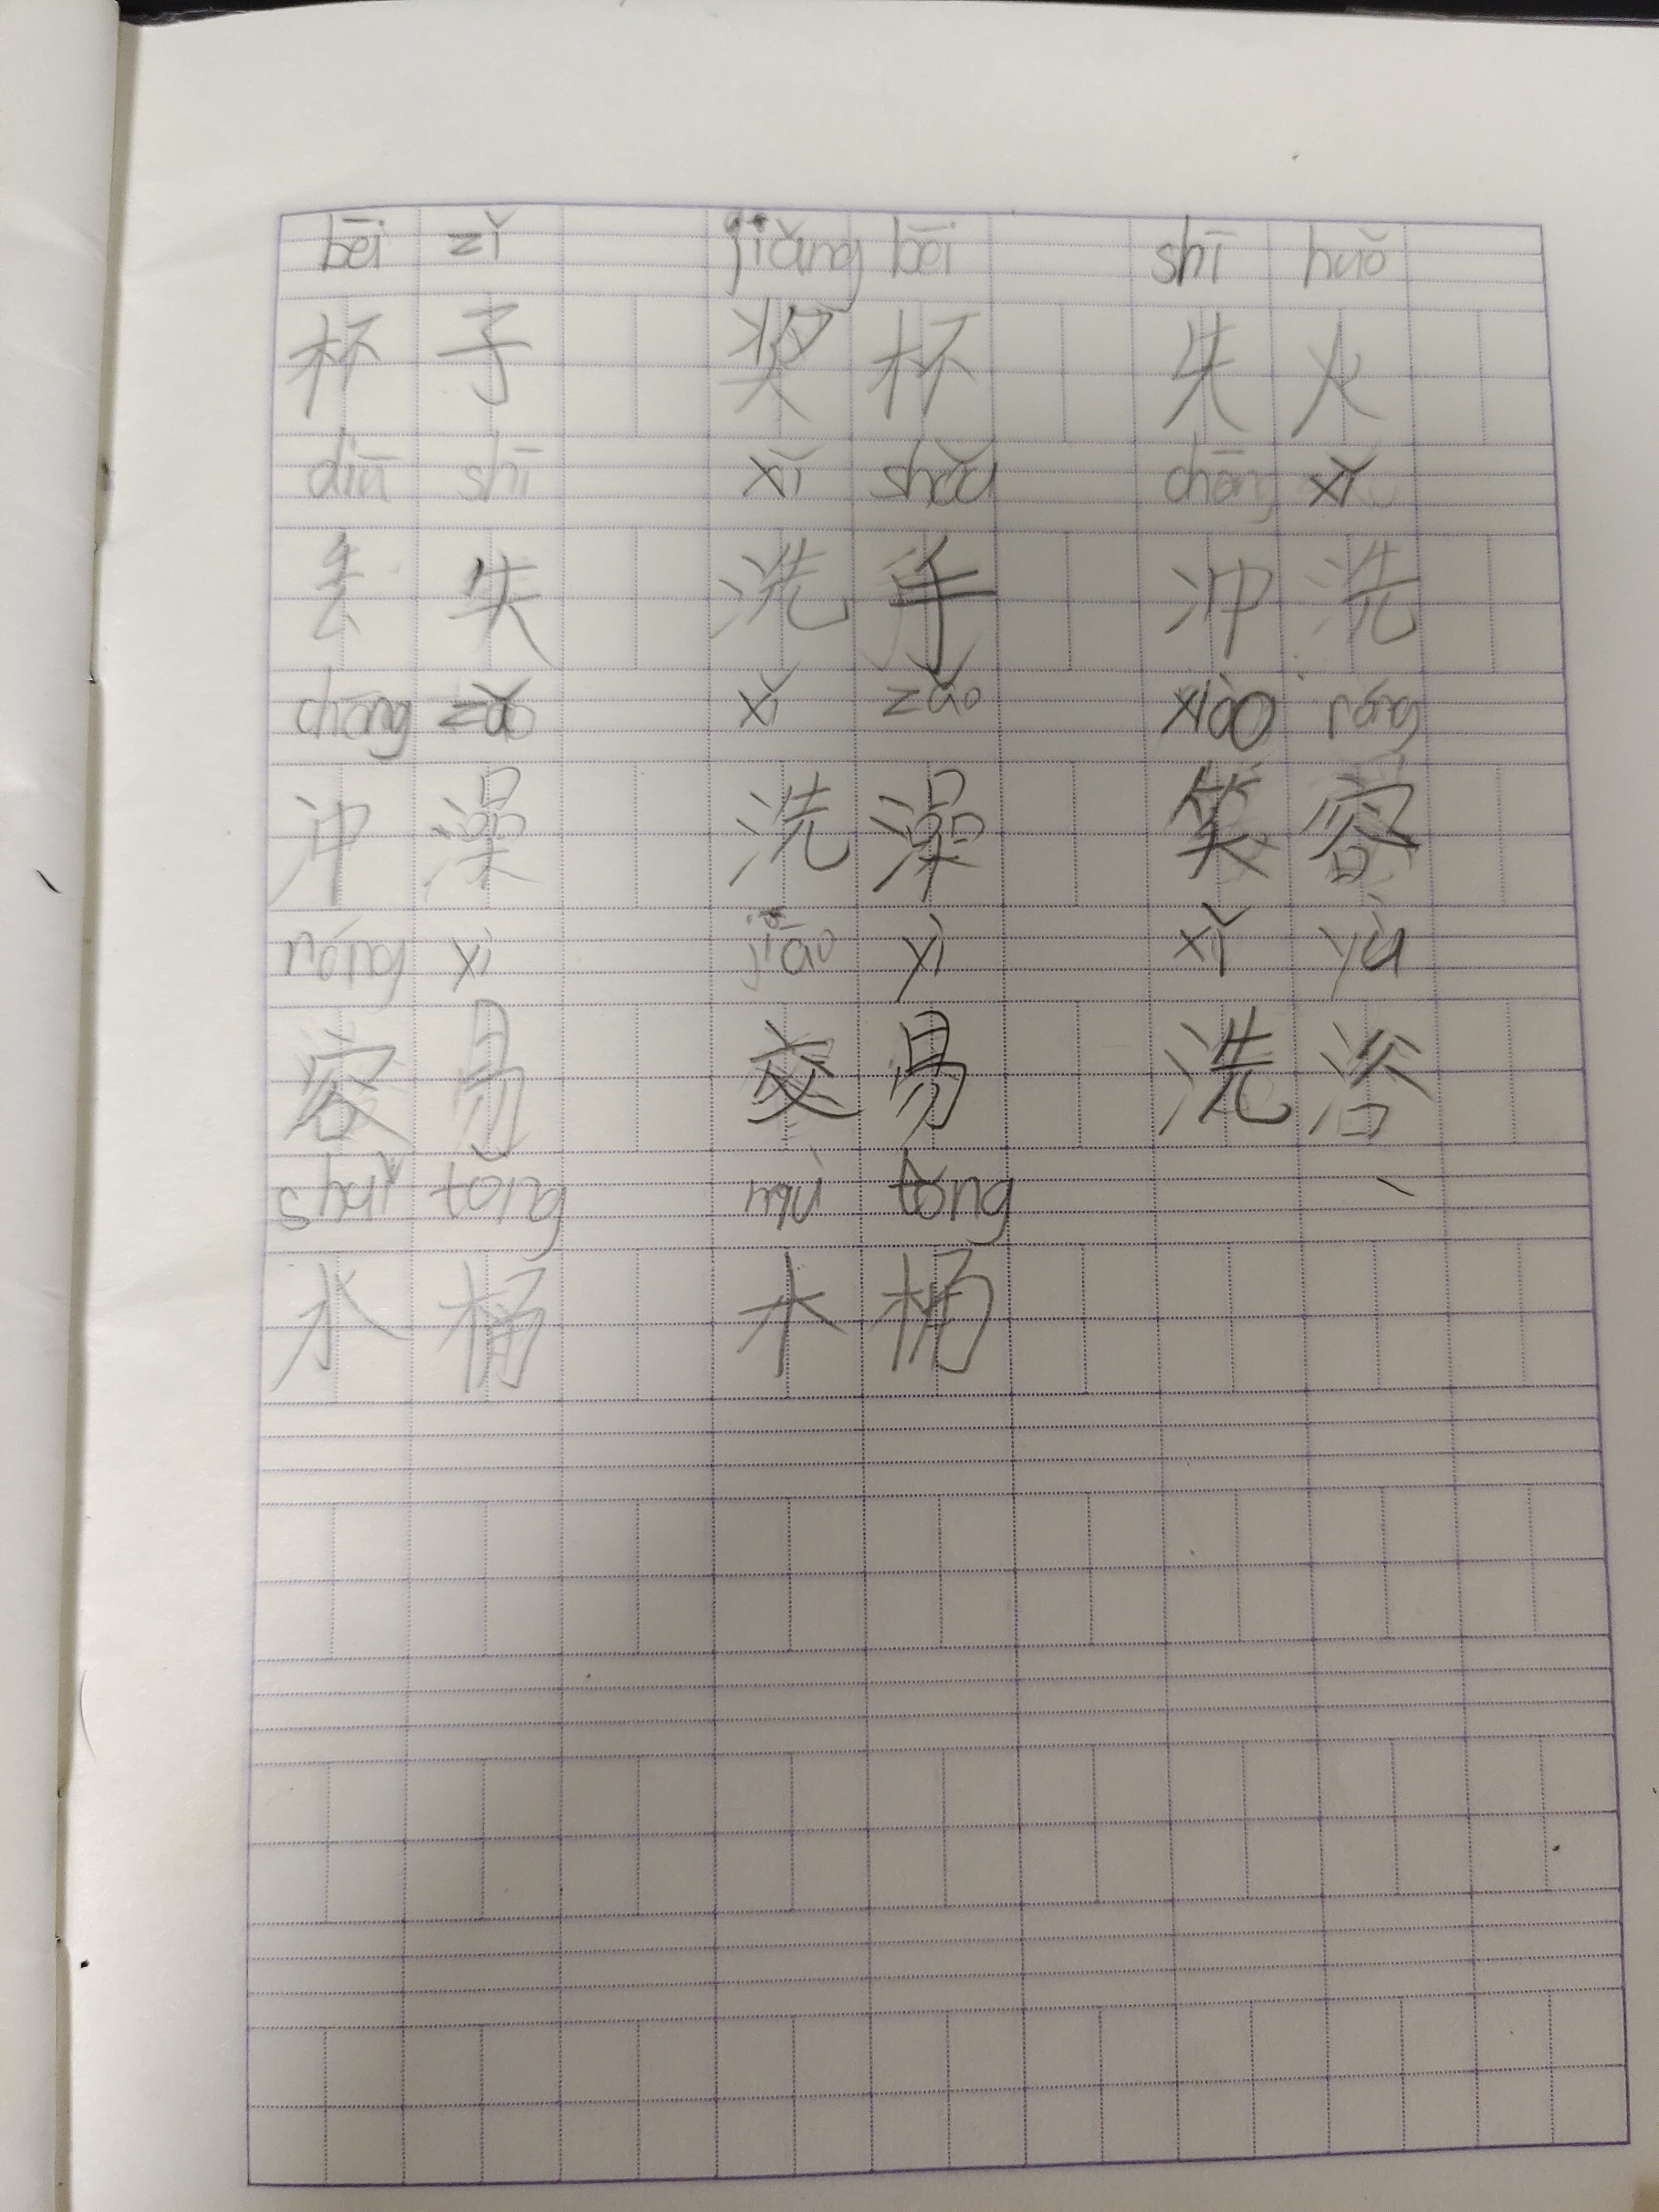 bēi zǐ jiǎng bēi shī huǒ
杯子 奖杯 失火
diū shī xǐ shǒu chōng xǐ
丢失 洗手 冲洗
chōng zǎo xǐ zǎo xiào róng
冲澡 洗澡 笑容
róng yì jiāo yì xǐ yù
容易 交易 洗浴
shuǐ tǒng mù tǒng
水桶 木桶